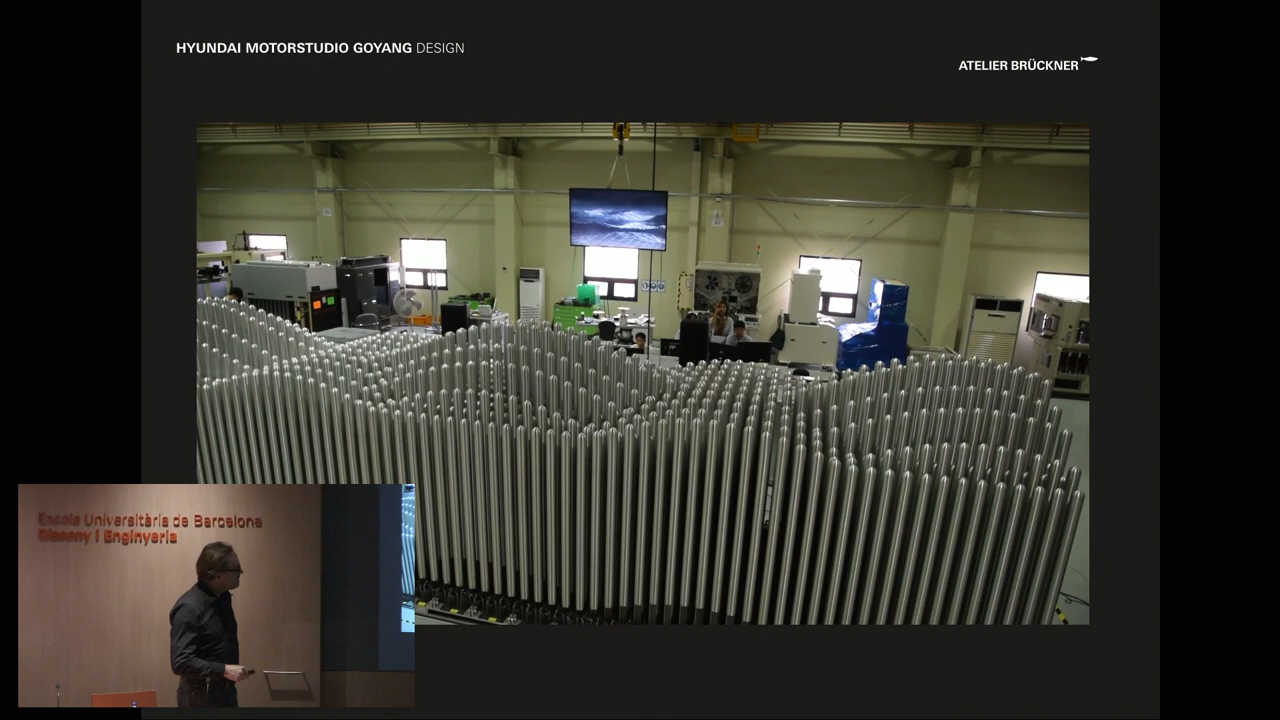 HYUNDAI MOTORSTUDIO GOYANG DESIGN
ATELIER BRÜCKNER
Escola Universitària de Barcelona
Disseny i Enginyeria